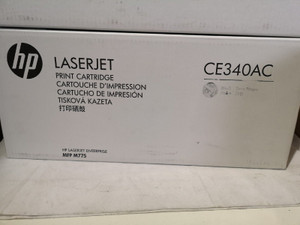 hp
LASERJET
CE340AC
PRINT CARTRIDGE
CARTOUCHE D'IMPRESSION
CARTUCHO DE IMPRESIÓN
TISKOVÁ KAZETA
打印碳粉
HP LASERJET ENTERPRISE
MFP M775